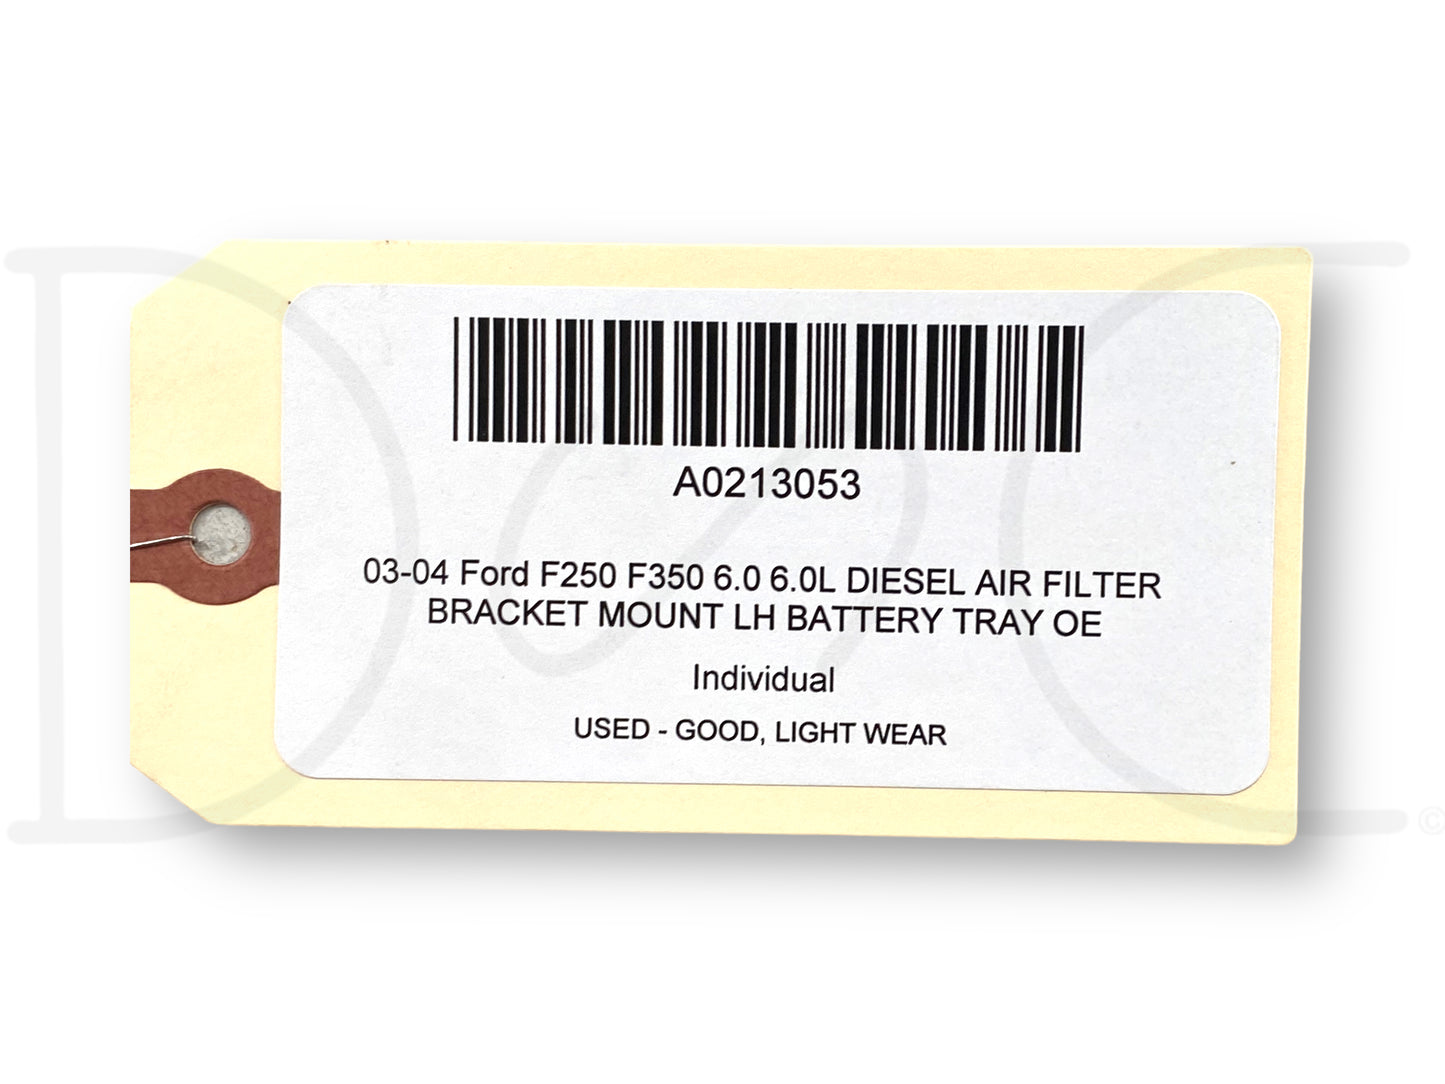 A0213053
03-04 Ford F250 F350 6.0 6.0L DIESEL AIR FILTER
BRACKET MOUNT LH BATTERY TRAY OE
Individual
USED - GOOD, LIGHT WEAR
©